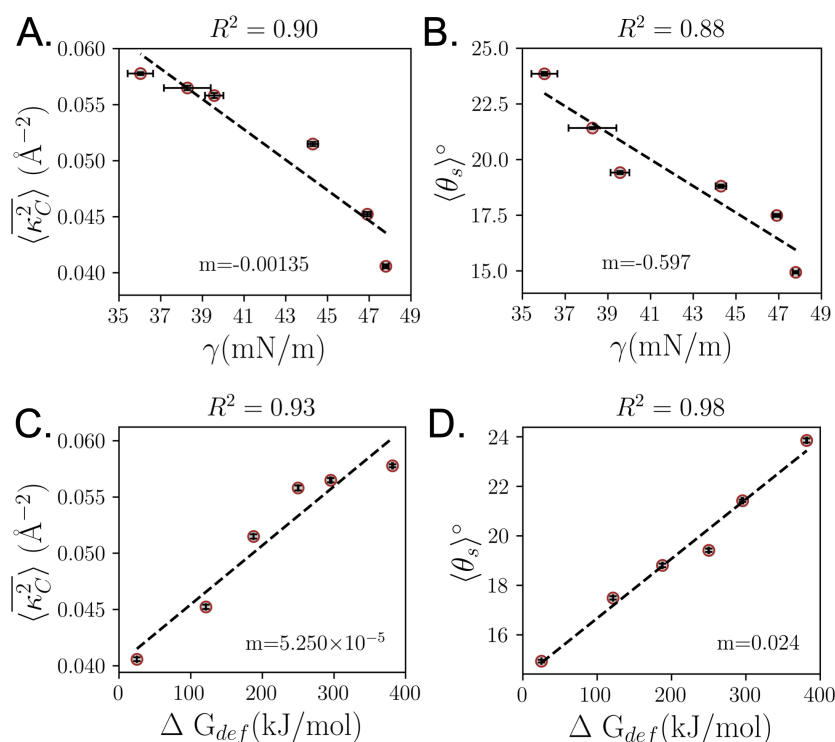 A.
R² = 0.90
⟨κ̅_C²⟩ (Å⁻²)
0.060
0.055
0.050
0.045
0.040
m=-0.00135
35 37 39 41 43 45 47 49
γ(mN/m)
B.
R² = 0.88
⟨θₛ⟩°
25.0
22.5
20.0
17.5
15.0
m=-0.597
35 37 39 41 43 45 47 49
γ(mN/m)
C.
R² = 0.93
⟨κ̅_C²⟩ (Å⁻²)
0.060
0.055
0.050
0.045
0.040
m=5.250×10⁻⁵
0 100 200 300 400
Δ G_def(kJ/mol)
D.
R² = 0.98
⟨θₛ⟩°
24
22
20
18
16
m=0.024
0 100 200 300 400
Δ G_def(kJ/mol)